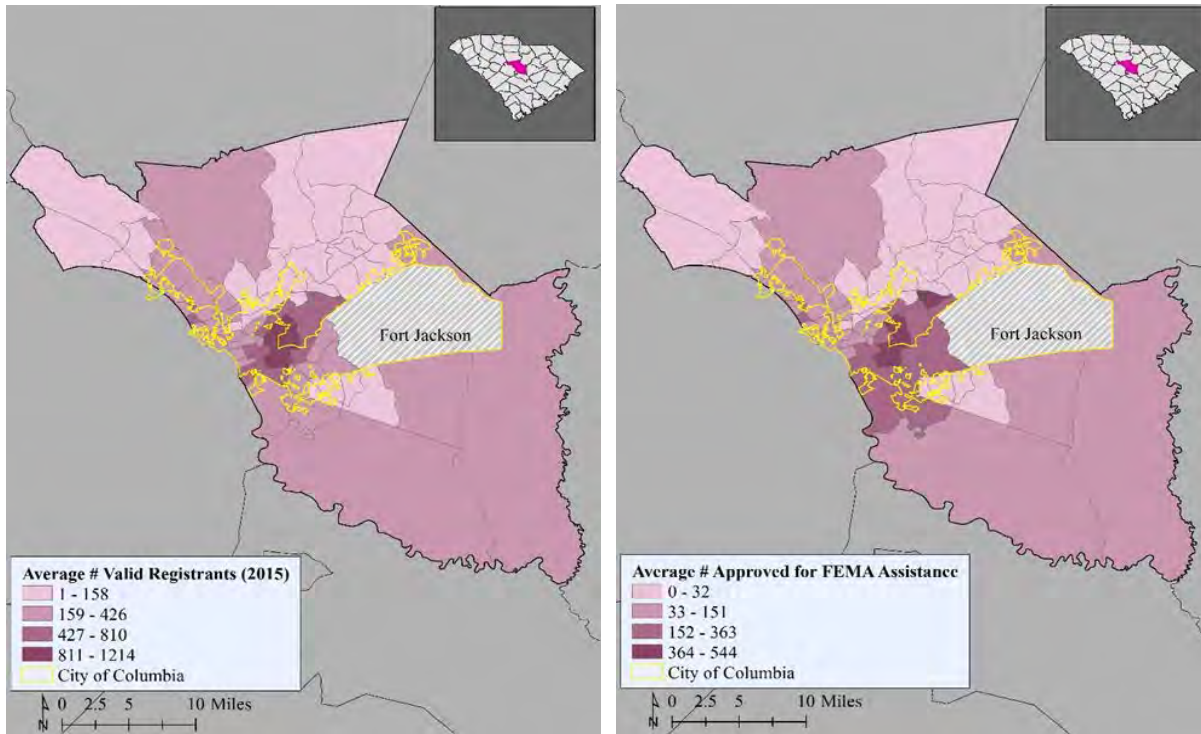 Fort Jackson
Average # Valid Registrants (2015)
1 - 158
159 - 426
427 - 810
811 - 1214
City of Columbia
N
0 2.5 5 10 Miles
Fort Jackson
Average # Approved for FEMA Assistance
0 - 32
33 - 151
152 - 363
364 - 544
City of Columbia
N
0 2.5 5 10 Miles